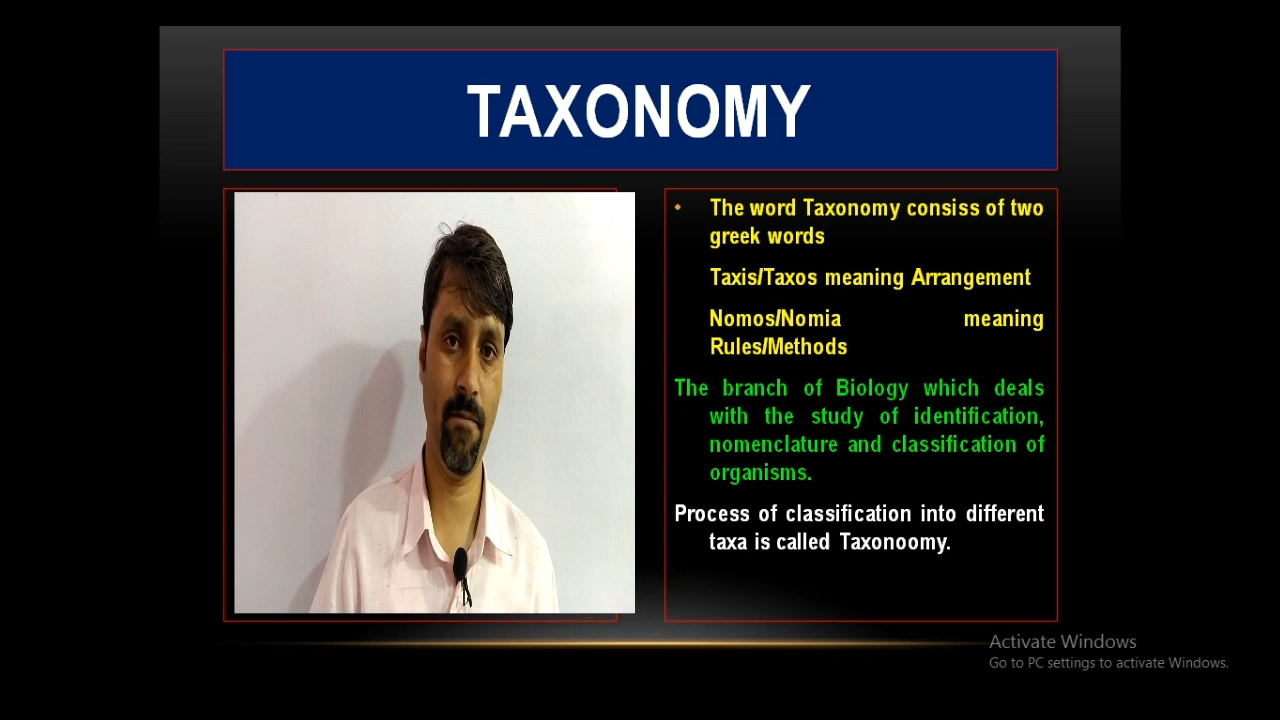 TAXONOMY
• The word Taxonomy consiss of two
greek words
Taxis/Taxos meaning Arrangement
Nomos/Nomia meaning
Rules/Methods
The branch of Biology which deals
with the study of identification,
nomenclature and classification of
organisms.
Process of classification into different
taxa is called Taxonoomy.
Activate Windows
Go to PC settings to activate Windows.